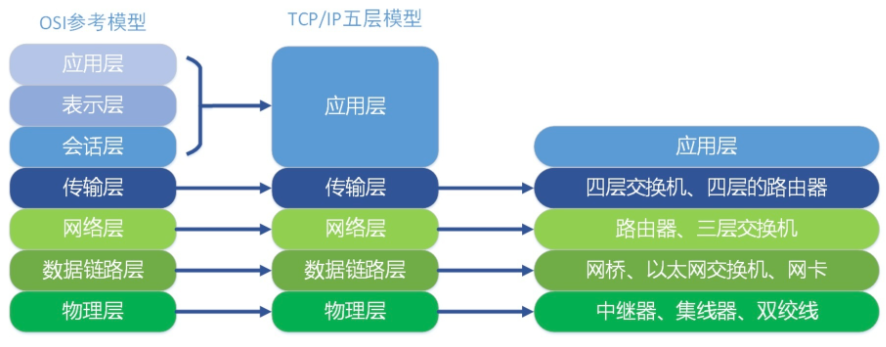 OSI参考模型
TCP/IP五层模型
应用层
表示层
应用层
会话层
应用层
传输层
传输层
四层交换机、四层的路由器
网络层
网络层
路由器、三层交换机
数据链路层
数据链路层
网桥、以太网交换机、网卡
物理层
物理层
中继器、集线器、双绞线